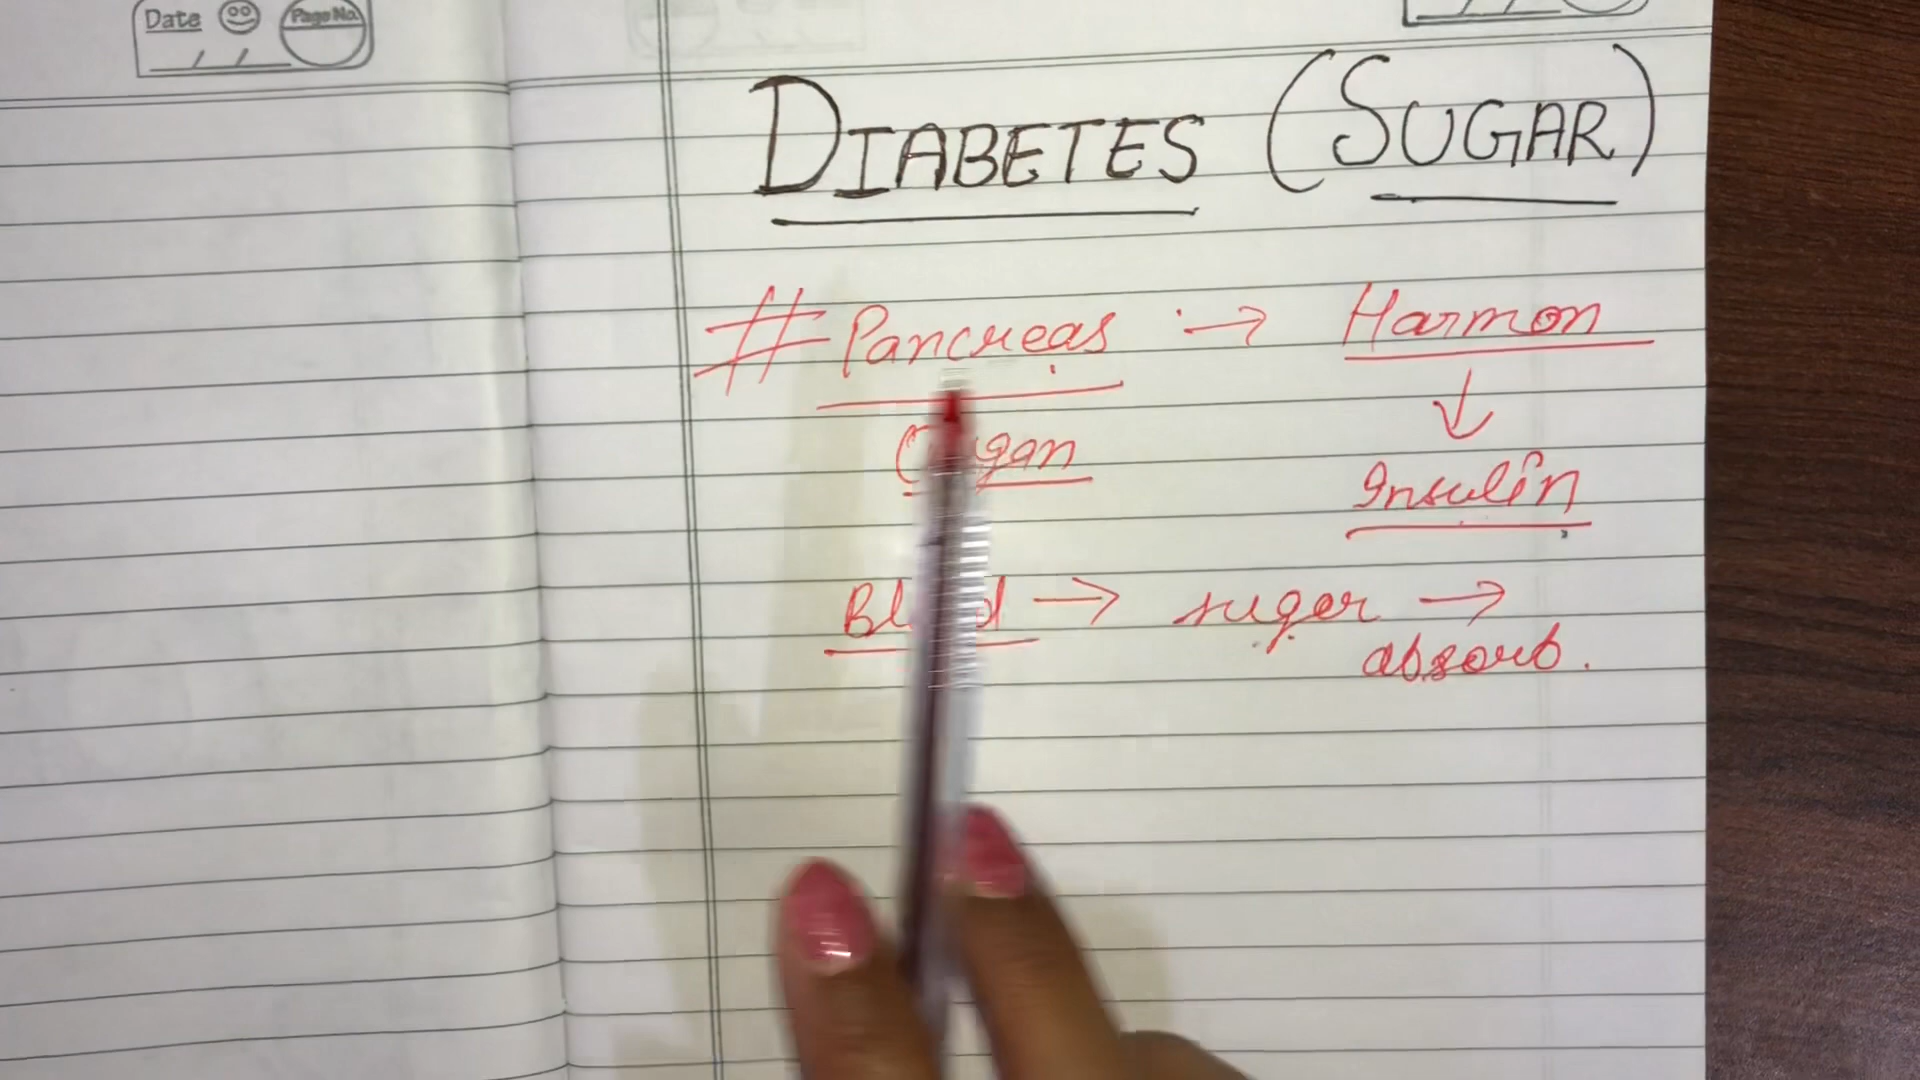 Date Page No.
DIABETES (SUGAR)
# Pancreas :→ Harmon
↓
Insulin
→ suger →
absorb.